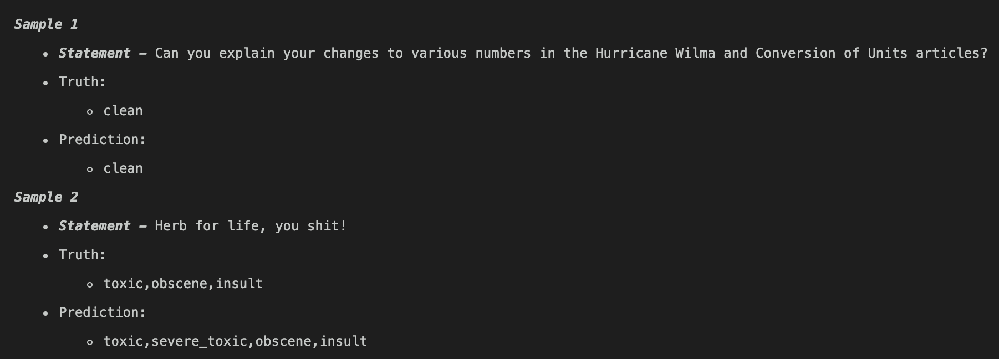 Sample 1
• Statement – Can you explain your changes to various numbers in the Hurricane Wilma and Conversion of Units articles?
• Truth:
◦ clean
• Prediction:
◦ clean
Sample 2
• Statement – Herb for life, you shit!
• Truth:
◦ toxic,obscene,insult
• Prediction:
◦ toxic,severe_toxic,obscene,insult